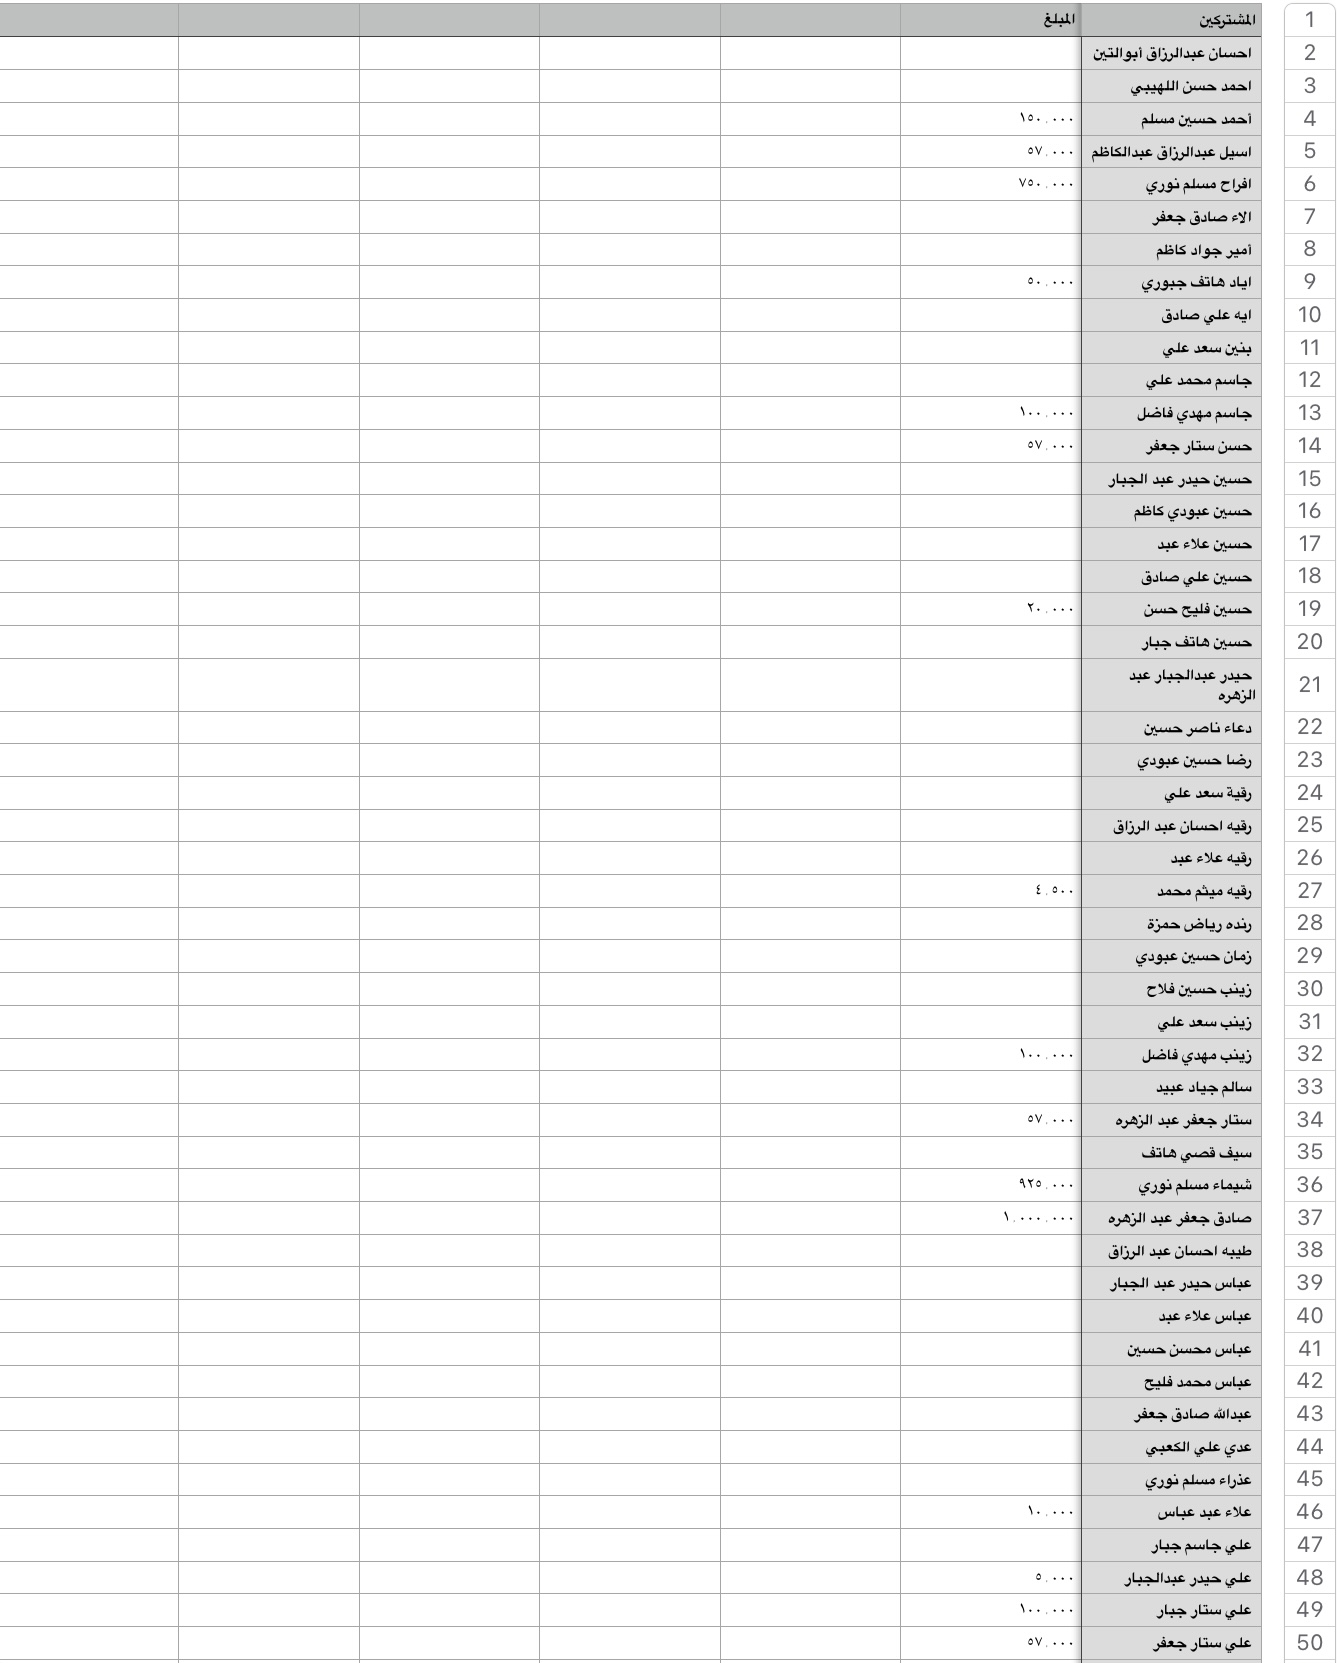 المشتركين المبلغ 1
احسان عبدالرزاق أبوالتين 2
احمد حسن اللهيبي 3
أحمد حسين مسلم ١٥٠,٠٠٠ 4
اسيل عبدالرزاق عبدالكاظم ٥٧,٠٠٠ 5
افراح مسلم نوري ٧٥٠,٠٠٠ 6
الاء صادق جعفر 7
أمير جواد كاظم 8
اياد هاتف جبوري ٥٠,٠٠٠ 9
ايه علي صادق 10
بنين سعد علي 11
جاسم محمد علي 12
جاسم مهدي فاضل ١٠٠,٠٠٠ 13
حسن ستار جعفر ٥٧,٠٠٠ 14
حسين حيدر عبد الجبار 15
حسين عبودي كاظم 16
حسين علاء عبد 17
حسين علي صادق 18
حسين فليح حسن ٢٠,٠٠٠ 19
حسين هاتف جبار 20
حيدر عبدالجبار عبد
الزهره 21
دعاء ناصر حسين 22
رضا حسين عبودي 23
رقية سعد علي 24
رقيه احسان عبد الرزاق 25
رقيه علاء عبد 26
رقيه ميثم محمد ٤,٥٠٠ 27
رنده رياض حمزة 28
زمان حسين عبودي 29
زينب حسين فلاح 30
زينب سعد علي 31
زينب مهدي فاضل ١٠٠,٠٠٠ 32
سالم جياد عبيد 33
ستار جعفر عبد الزهره ٥٧,٠٠٠ 34
سيف قصي هاتف 35
شيماء مسلم نوري ٩٢٥,٠٠٠ 36
صادق جعفر عبد الزهره ١,٠٠٠,٠٠٠ 37
طيبه احسان عبد الرزاق 38
عباس حيدر عبد الجبار 39
عباس علاء عبد 40
عباس محسن حسين 41
عباس محمد فليح 42
عبدالله صادق جعفر 43
عدي علي الكعبي 44
عذراء مسلم نوري 45
علاء عبد عباس ١٠,٠٠٠ 46
علي جاسم جبار 47
علي حيدر عبدالجبار ٥,٠٠٠ 48
علي ستار جبار ١٠٠,٠٠٠ 49
علي ستار جعفر ٥٧,٠٠٠ 50